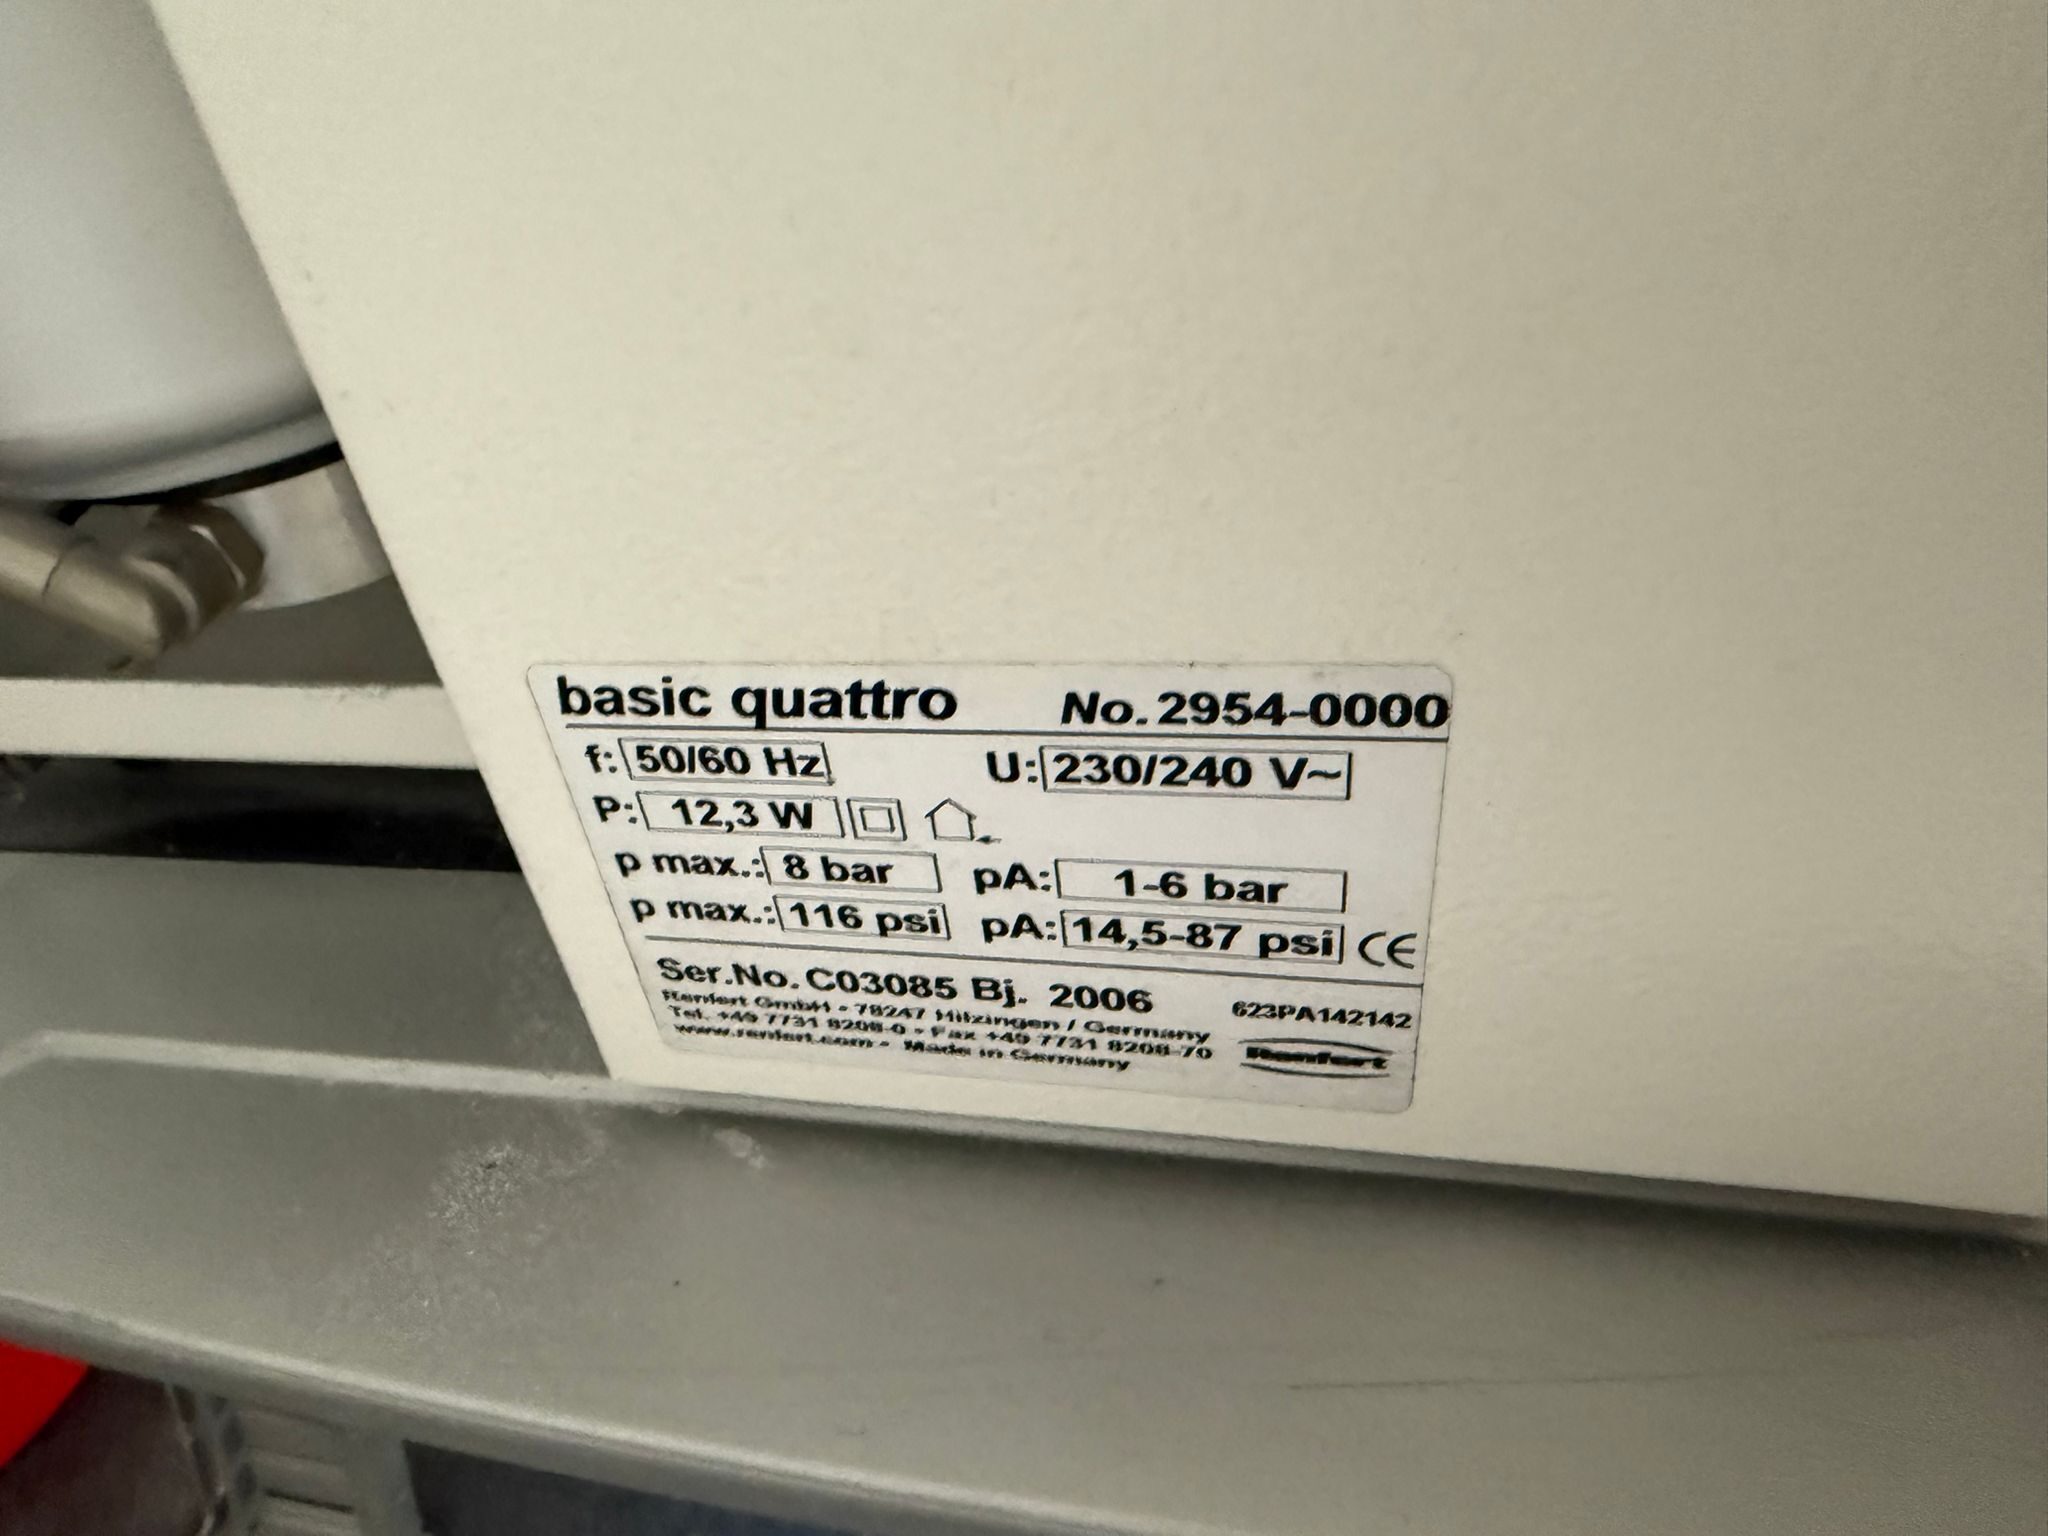 basic quattro No. 2954-0000
f: 50/60 Hz U: 230/240 V~
P: 12,3 W
p max.: 8 bar pA: 1-6 bar
p max.: 116 psi pA: 14,5-87 psi CE
Ser.No. C03085 Bj. 2006 623PA142142
Renfert GmbH - 78247 Hilzingen / Germany
Tel. +49 7731 8208-0 - Fax +49 7731 8208-70
www.renfert.com - Made in Germany
Renfert